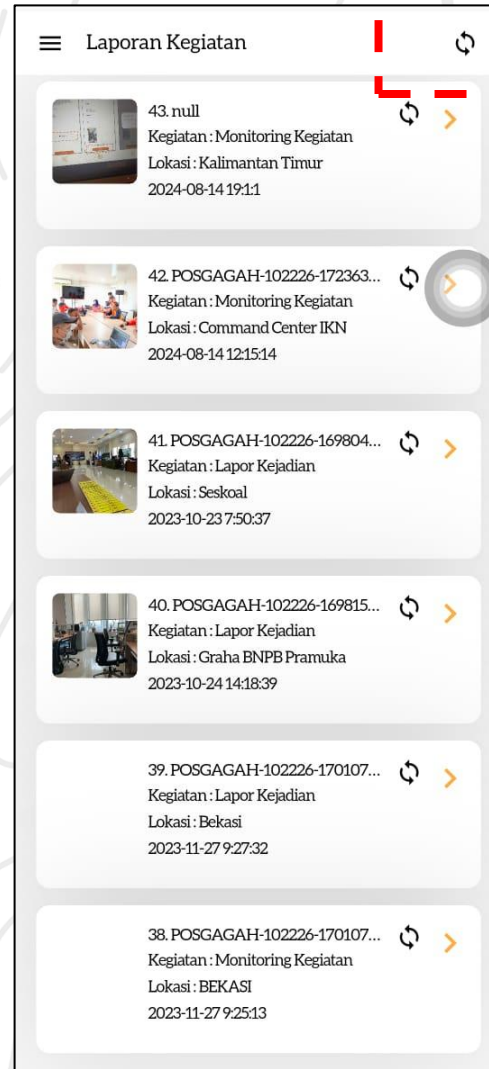 Laporan Kegiatan
43. null
Kegiatan : Monitoring Kegiatan
Lokasi : Kalimantan Timur
2024-08-14 19:1:1
42. POSGAGAH-102226-172363...
Kegiatan : Monitoring Kegiatan
Lokasi : Command Center IKN
2024-08-14 12:15:14
41. POSGAGAH-102226-169804...
Kegiatan : Lapor Kejadian
Lokasi : Seskoal
2023-10-23 7:50:37
40. POSGAGAH-102226-169815...
Kegiatan : Lapor Kejadian
Lokasi : Graha BNPB Pramuka
2023-10-24 14:18:39
39. POSGAGAH-102226-170107...
Kegiatan : Lapor Kejadian
Lokasi : Bekasi
2023-11-27 9:27:32
38. POSGAGAH-102226-170107...
Kegiatan : Monitoring Kegiatan
Lokasi : BEKASI
2023-11-27 9:25:13